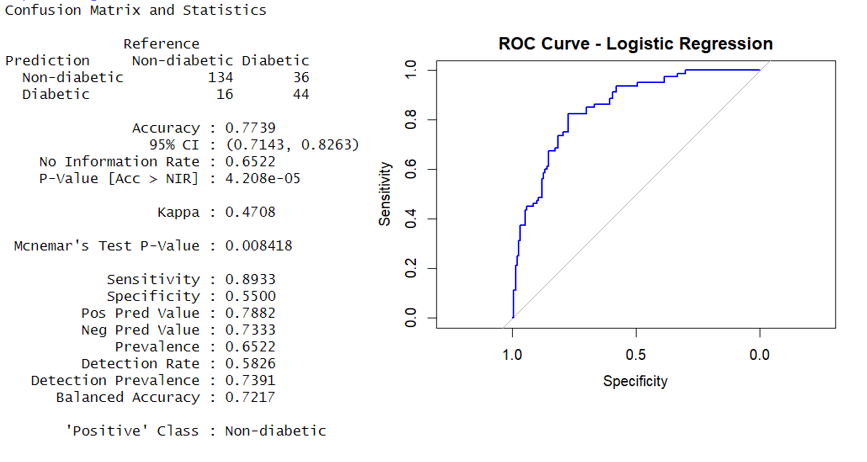 Confusion Matrix and Statistics
Reference
Prediction Non-diabetic Diabetic
Non-diabetic 134 36
Diabetic 16 44
Accuracy : 0.7739
95% CI : (0.7143, 0.8263)
No Information Rate : 0.6522
P-Value [Acc > NIR] : 4.208e-05
Kappa : 0.4708
Mcnemar's Test P-Value : 0.008418
Sensitivity : 0.8933
Specificity : 0.5500
Pos Pred Value : 0.7882
Neg Pred Value : 0.7333
Prevalence : 0.6522
Detection Rate : 0.5826
Detection Prevalence : 0.7391
Balanced Accuracy : 0.7217
'Positive' Class : Non-diabetic
ROC Curve - Logistic Regression
Sensitivity
1.0
0.8
0.6
0.4
0.2
0.0
1.0 0.5 0.0
Specificity